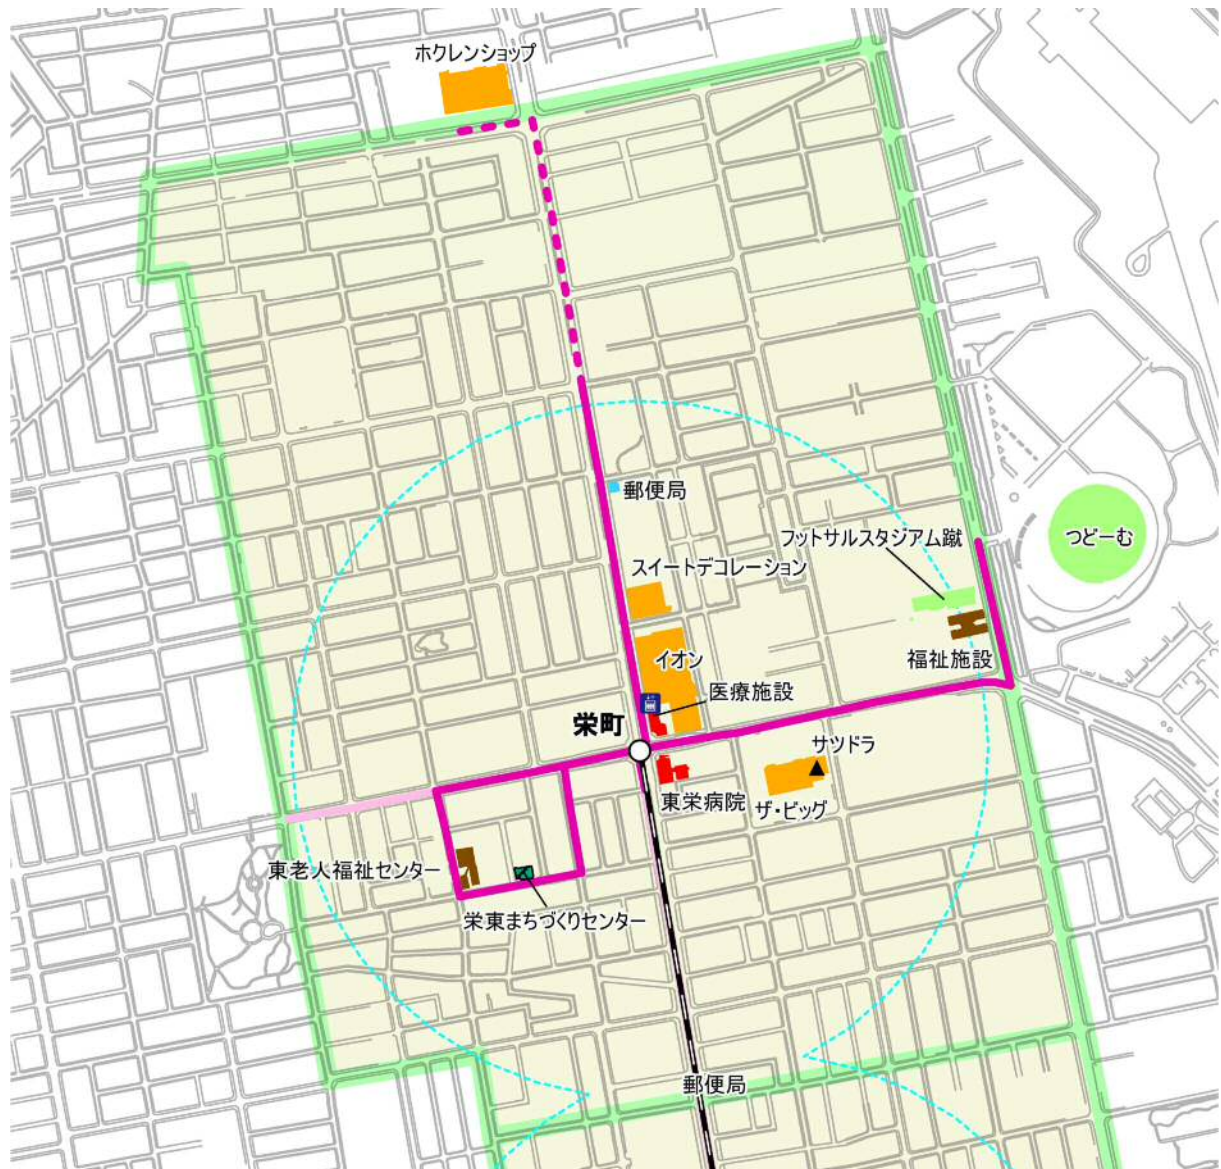 ホクレンショップ
郵便局
フットサルスタジアム蹴
つどーむ
スイートデコレーション
イオン
福祉施設
医療施設
栄町
サツドラ
東栄病院
ザ・ビッグ
東老人福祉センター
栄東まちづくりセンター
郵便局